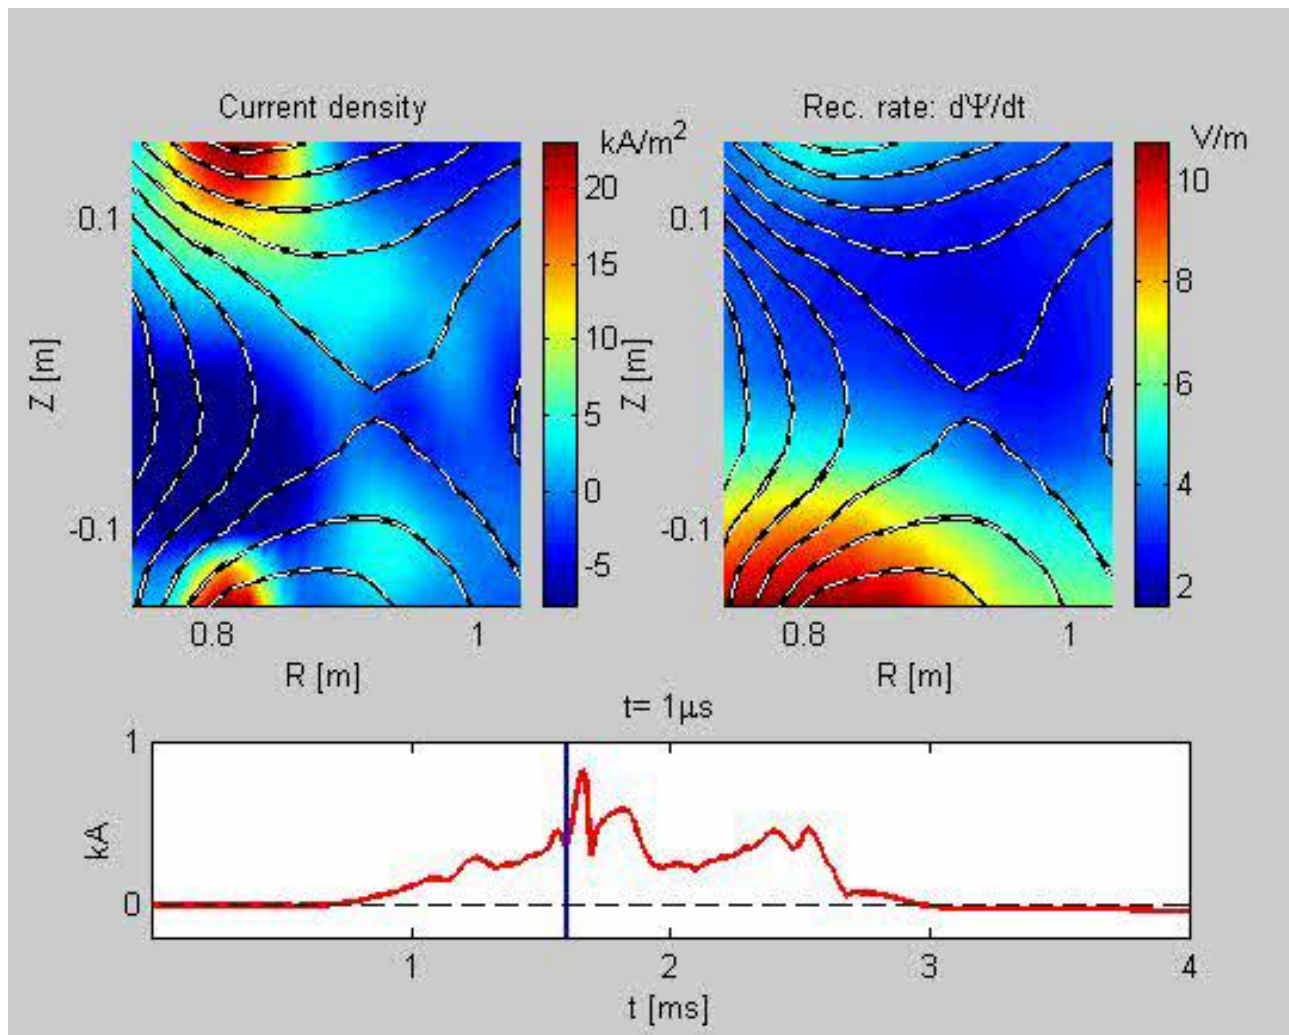 Current density
kA/m²
20
15
10
5
0
-5
0.1
-0.1
Z [m]
0.8
1
R [m]
Rec. rate: dΨ/dt
V/m
10
8
6
4
2
0.1
-0.1
Z [m]
0.8
1
R [m]
t= 1μs
1
0
kA
1
2
3
4
t [ms]